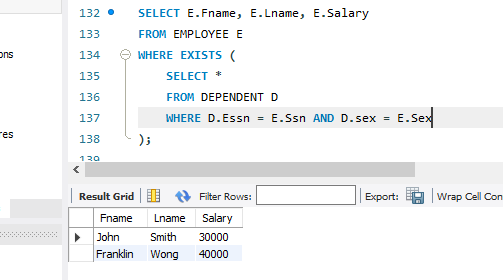 132 SELECT E.Fname, E.Lname, E.Salary
133 FROM EMPLOYEE E
ons
134 WHERE EXISTS (
135 SELECT *
136 FROM DEPENDENT D
res
137 WHERE D.Essn = E.Ssn AND D.sex = E.Sex
138 );
139
Result Grid Filter Rows: Export: Wrap Cell Con
Fname Lname Salary
John Smith 30000
Franklin Wong 40000